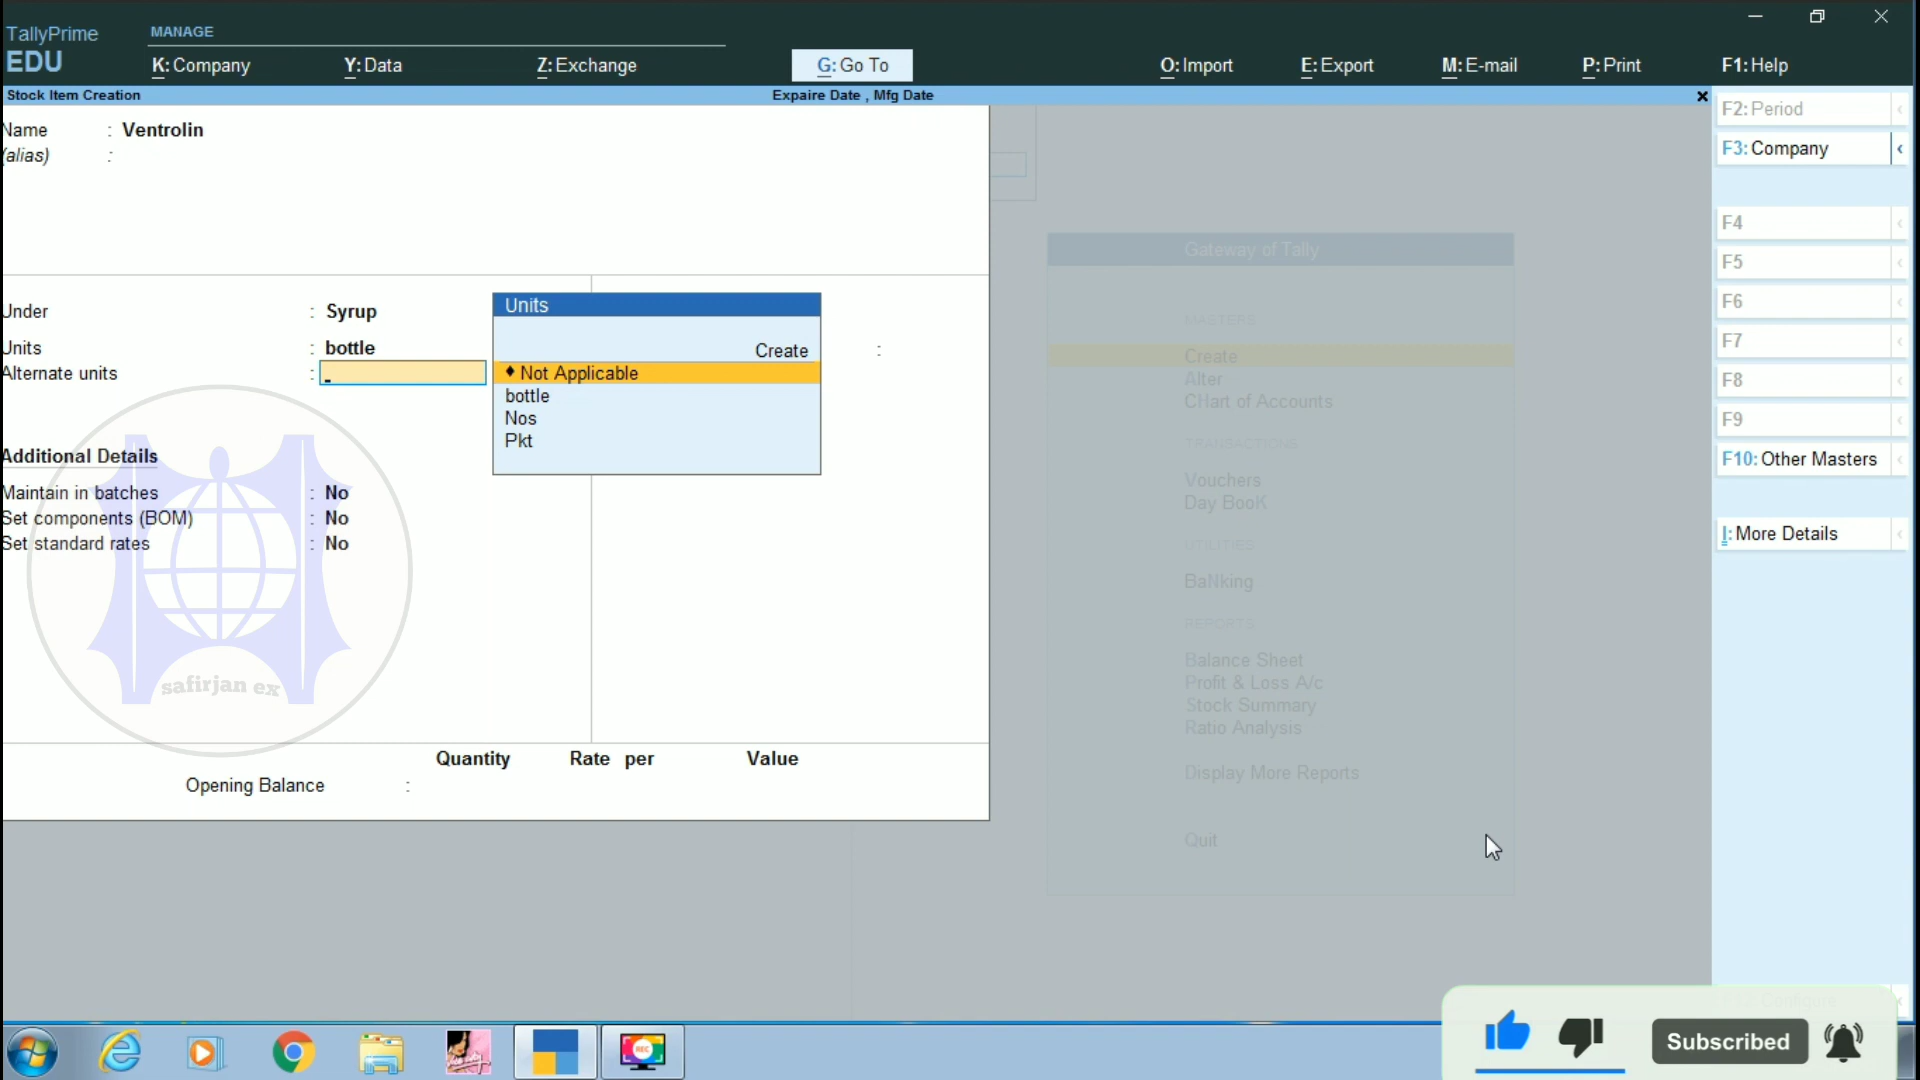 TallyPrime
EDU
MANAGE
K: Company
Y: Data
Z: Exchange
G: Go To
O: Import
E: Export
M: E-mail
P: Print
F1: Help
Stock Item Creation
Expaire Date , Mfg Date
Name : Ventrolin
(alias) :
Under : Syrup
Units : bottle
Alternate units :
Units
Create
♦ Not Applicable
bottle
Nos
Pkt
:
Additional Details
Maintain in batches : No
Set components (BOM) : No
Set standard rates : No
safirjan ex
Quantity Rate per Value
Opening Balance :
Gateway of Tally
MASTERS
Create
Alter
CHart of Accounts
TRANSACTIONS
Vouchers
Day BooK
UTILITIES
BaNking
REPORTS
Balance Sheet
Profit & Loss A/c
Stock Summary
Ratio Analysis
Display More Reports
Quit
F2: Period
F3: Company
F4
F5
F6
F7
F8
F9
F10: Other Masters
I: More Details
REC
Subscribed